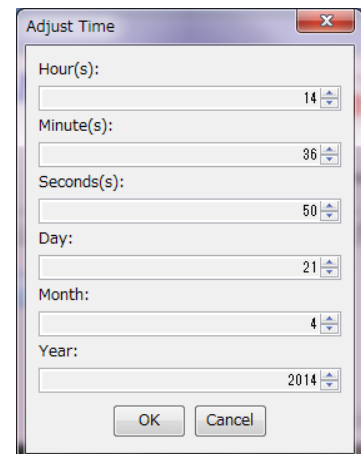 Adjust Time
Hour(s):
14
Minute(s):
36
Seconds(s):
50
Day:
21
Month:
4
Year:
2014
OK Cancel